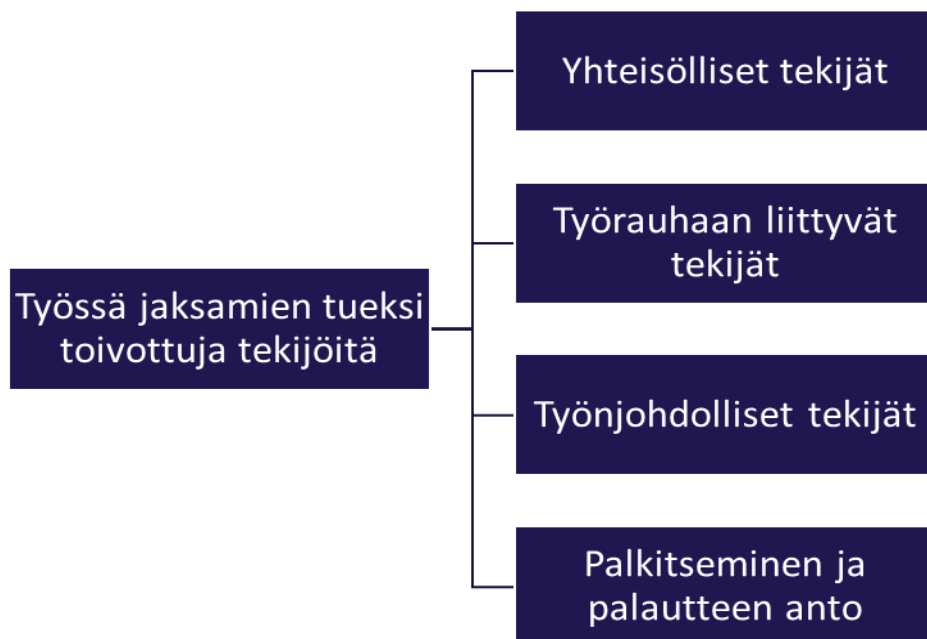 Yhteisölliset tekijät
Työrauhaan liittyvät
tekijät
Työssä jaksamien tueksi
toivottuja tekijöitä
Työnjohdolliset tekijät
Palkitseminen ja
palautteen anto